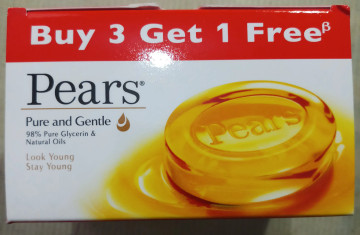 Buy 3 Get 1 Freeᵝ
Pears®
Pure and Gentle
98% Pure Glycerin &
Natural Oils
Look Young
Stay Young
Pears